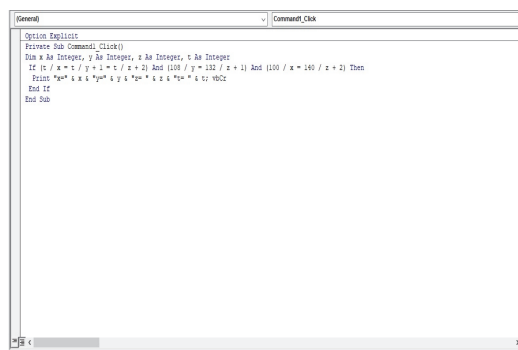 (General) Command1_Click
Option Explicit
Private Sub Command1_Click()
Dim x As Integer, y As Integer, z As Integer, t As Integer
If (t / x = t / y + 1 = t / z + 2) And (108 / y = 132 / z + 1) And (100 / x = 140 / z + 2) Then
Print "x=" & x & "y=" & y & "z= " & z & "t= " & t; vbCr
End If
End Sub